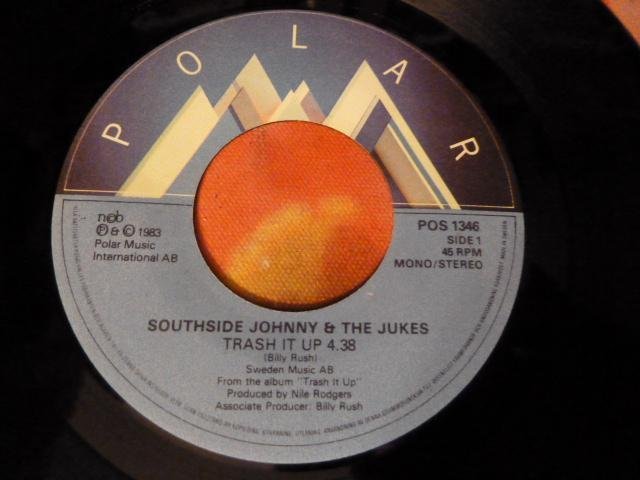 POLAR
ncb
Ⓟ & © 1983
Polar Music
International AB
POS 1346
SIDE 1
45 RPM
MONO/STEREO
SOUTHSIDE JOHNNY & THE JUKES
TRASH IT UP 4.38
(Billy Rush)
Sweden Music AB
From the album "Trash It Up"
Produced by Nile Rodgers
Associate Producer: Billy Rush